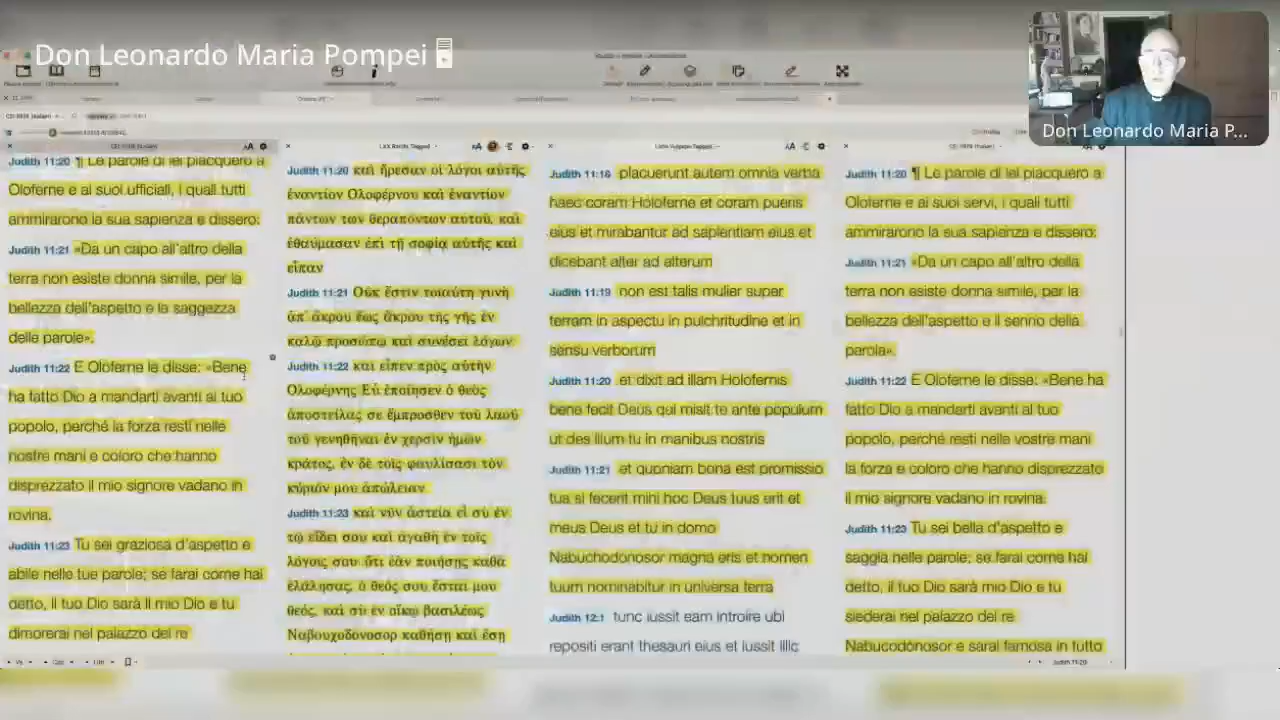 Don Leonardo Maria Pompei
Don Leonardo Maria P...
Judith 11:20 ¶ Le parole di lei piacquero a
Oloferne e ai suoi ufficiali, i quali tutti
ammirarono la sua sapienza e dissero:
Judith 11:21 «Da un capo all'altro della
terra non esiste donna simile, per la
bellezza dell'aspetto e la saggezza
delle parole».
Judith 11:22 E Oloferne le disse: «Bene
ha fatto Dio a mandarti avanti al tuo
popolo, perché la forza resti nelle
nostre mani e coloro che hanno
disprezzato il mio signore vadano in
rovina.
Judith 11:23 Tu sei graziosa d'aspetto e
abile nelle tue parole; se farai come hai
detto, il tuo Dio sarà il mio Dio e tu
dimorerai nel palazzo del re
LXX Rahlfs Tagged
Judith 11:20 καὶ ἤρεσαν οἱ λόγοι αὐτῆς
ἐναντίον Ολοφέρνου καὶ ἐναντίον
πάντων τῶν θεραπόντων αὐτοῦ, καὶ
ἐθαύμασαν ἐπὶ τῇ σοφίᾳ αὐτῆς καὶ
εἶπαν
Judith 11:21 Οὐκ ἔστιν τοιαύτη γυνὴ
ἀπ᾽ ἄκρου ἕως ἄκρου τῆς γῆς ἐν
καλῷ προσώπῳ καὶ συνέσει λόγων.
Judith 11:22 καὶ εἶπεν πρὸς αὐτὴν
Ολοφέρνης Εὖ ἐποίησεν ὁ θεὸς
ἀποστείλας σε ἔμπροσθεν τοῦ λαοῦ
τοῦ γενηθῆναι ἐν χερσὶν ἡμῶν
κράτος, ἐν δὲ τοῖς φαυλίσασι τὸν
κύριόν μου ἀπώλειαν.
Judith 11:23 καὶ νῦν ἀστεία εἶ σὺ ἐν
τῷ εἴδει σου καὶ ἀγαθὴ ἐν τοῖς
λόγοις σου· ὅτι ἐὰν ποιήσῃς καθὰ
ἐλάλησας, ὁ θεός σου ἔσται μου
θεός, καὶ σὺ ἐν οἴκῳ βασιλέως
Ναβουχοδονοσορ καθήσῃ καὶ ἔσῃ
Latin Vulgate Tagged
Judith 11:18 placuerunt autem omnia verba
haec coram Holoferne et coram pueris
eius et mirabantur ad sapientiam eius et
dicebant alter ad alterum
Judith 11:19 non est talis mulier super
terram in aspectu in pulchritudine et in
sensu verborum
Judith 11:20 et dixit ad illam Holofernis
bene fecit Deus qui misit te ante populum
ut des illum tu in manibus nostris
Judith 11:21 et quoniam bona est promissio
tua si fecerit mihi hoc Deus tuus erit et
meus Deus et tu in domo
Nabuchodonosor magna eris et nomen
tuum nominabitur in universa terra
Judith 12:1 tunc iussit eam introire ubi
repositi erant thesauri eius et iussit illic
Judith 11:20 ¶ Le parole di lei piacquero a
Oloferne e ai suoi servi, i quali tutti
ammirarono la sua sapienza e dissero:
Judith 11:21 «Da un capo all'altro della
terra non esiste donna simile, per la
bellezza dell'aspetto e il senno della
parola».
Judith 11:22 E Oloferne le disse: «Bene ha
fatto Dio a mandarti avanti al tuo
popolo, perché resti nelle vostre mani
la forza e coloro che hanno disprezzato
il mio signore vadano in rovina.
Judith 11:23 Tu sei bella d'aspetto e
saggia nelle parole; se farai come hai
detto, il tuo Dio sarà mio Dio e tu
siederai nel palazzo del re
Nabucodònosor e sarai famosa in tutto
Judith 11:20